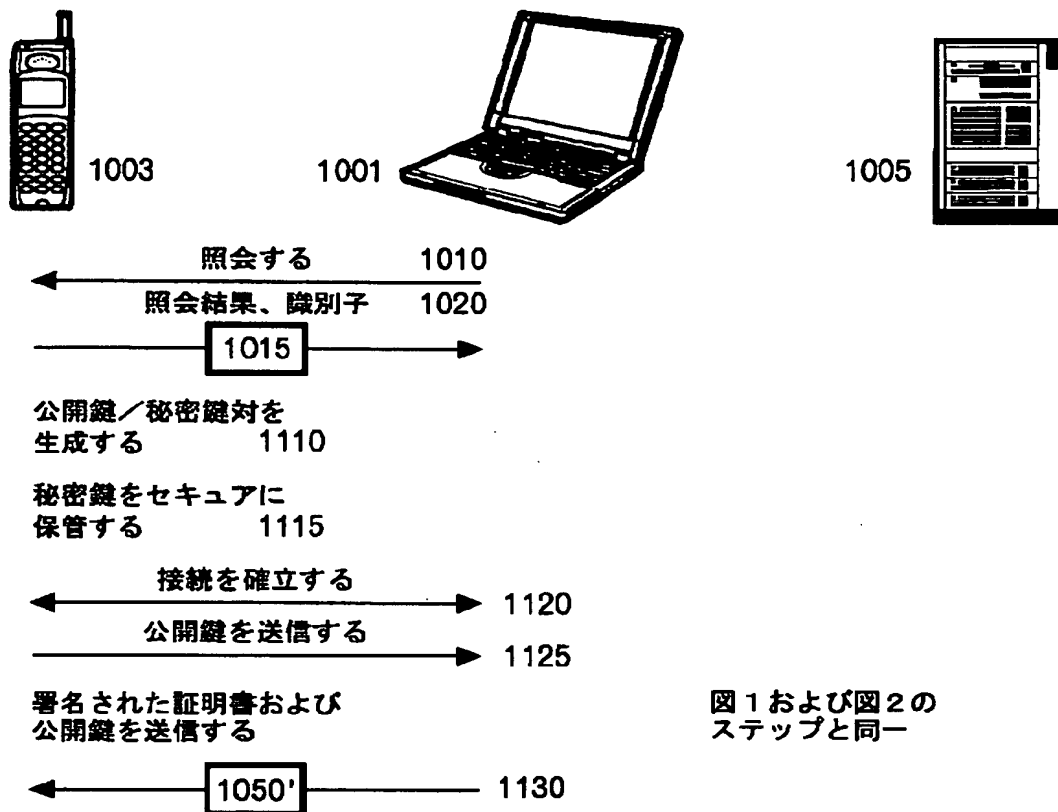 1003
1001
1005
照会する 1010
照会結果、識別子 1020
1015
公開鍵／秘密鍵対を
生成する 1110
秘密鍵をセキュアに
保管する 1115
接続を確立する
1120
公開鍵を送信する
1125
署名された証明書および
公開鍵を送信する
図1および図2の
ステップと同一
1050'
1130